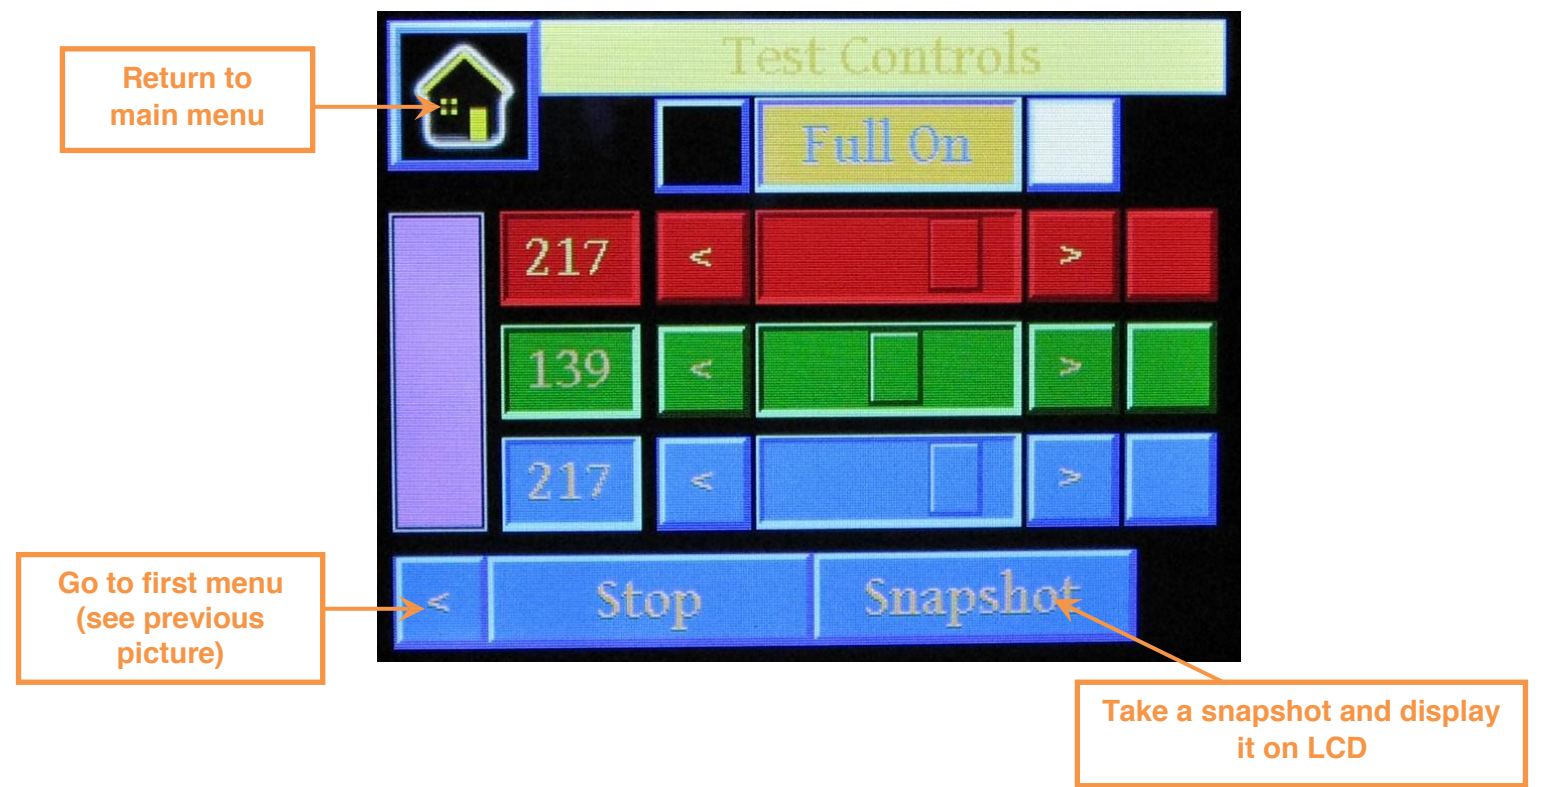 Return to
main menu
Test Controls
Full On
217 < >
139 < >
217 < >
Go to first menu
(see previous
picture)
< Stop Snapshot
Take a snapshot and display
it on LCD